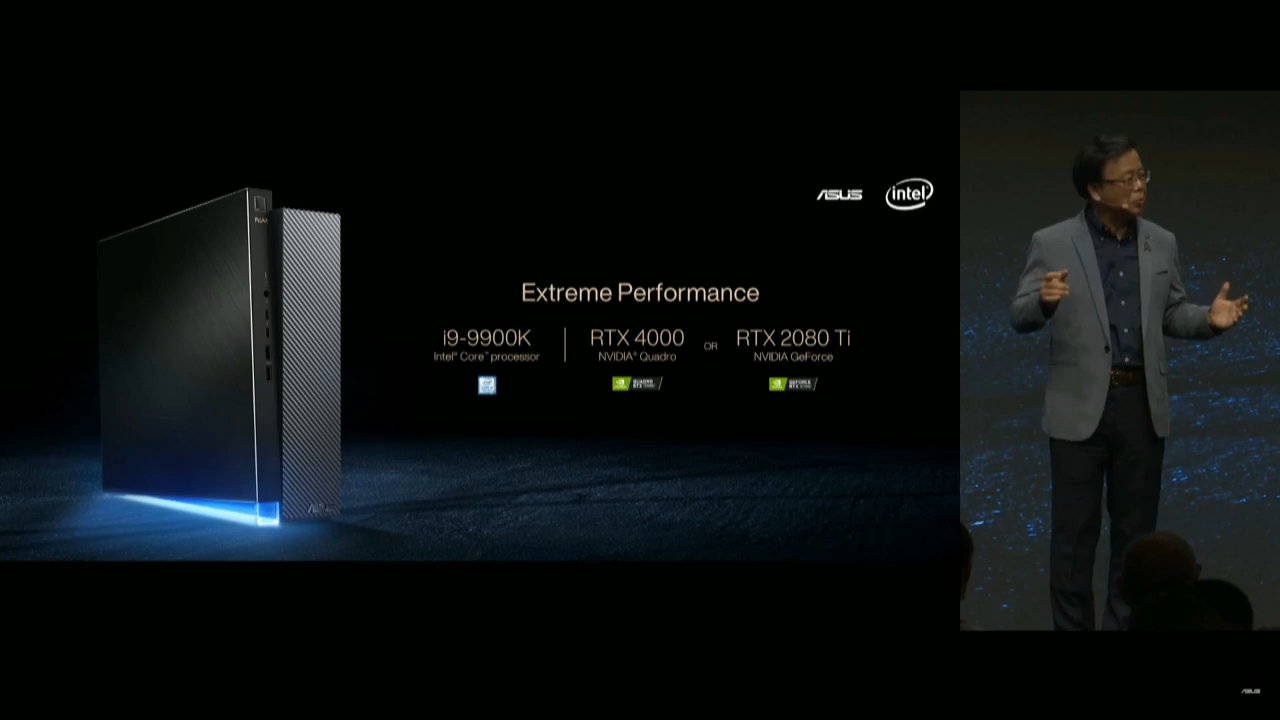 ASUS
intel
Extreme Performance
i9-9900K
Intel® Core™ processor
RTX 4000
NVIDIA® Quadro
OR
RTX 2080 Ti
NVIDIA GeForce
ASUS